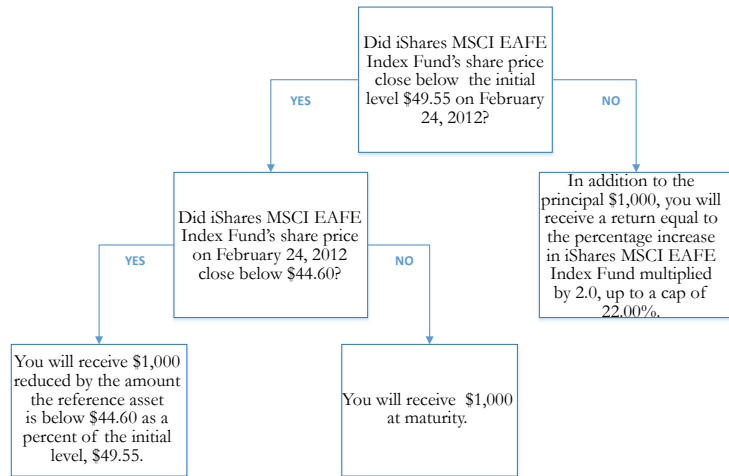 Did iShares MSCI EAFE
Index Fund's share price
close below the initial
level $49.55 on February
24, 2012?
YES
NO
Did iShares MSCI EAFE
Index Fund's share price
on February 24, 2012
close below $44.60?
In addition to the
principal $1,000, you will
receive a return equal to
the percentage increase
in iShares MSCI EAFE
Index Fund multiplied
by 2.0, up to a cap of
22.00%.
YES
NO
You will receive $1,000
reduced by the amount
the reference asset
is below $44.60 as a
percent of the initial
level, $49.55.
You will receive $1,000
at maturity.